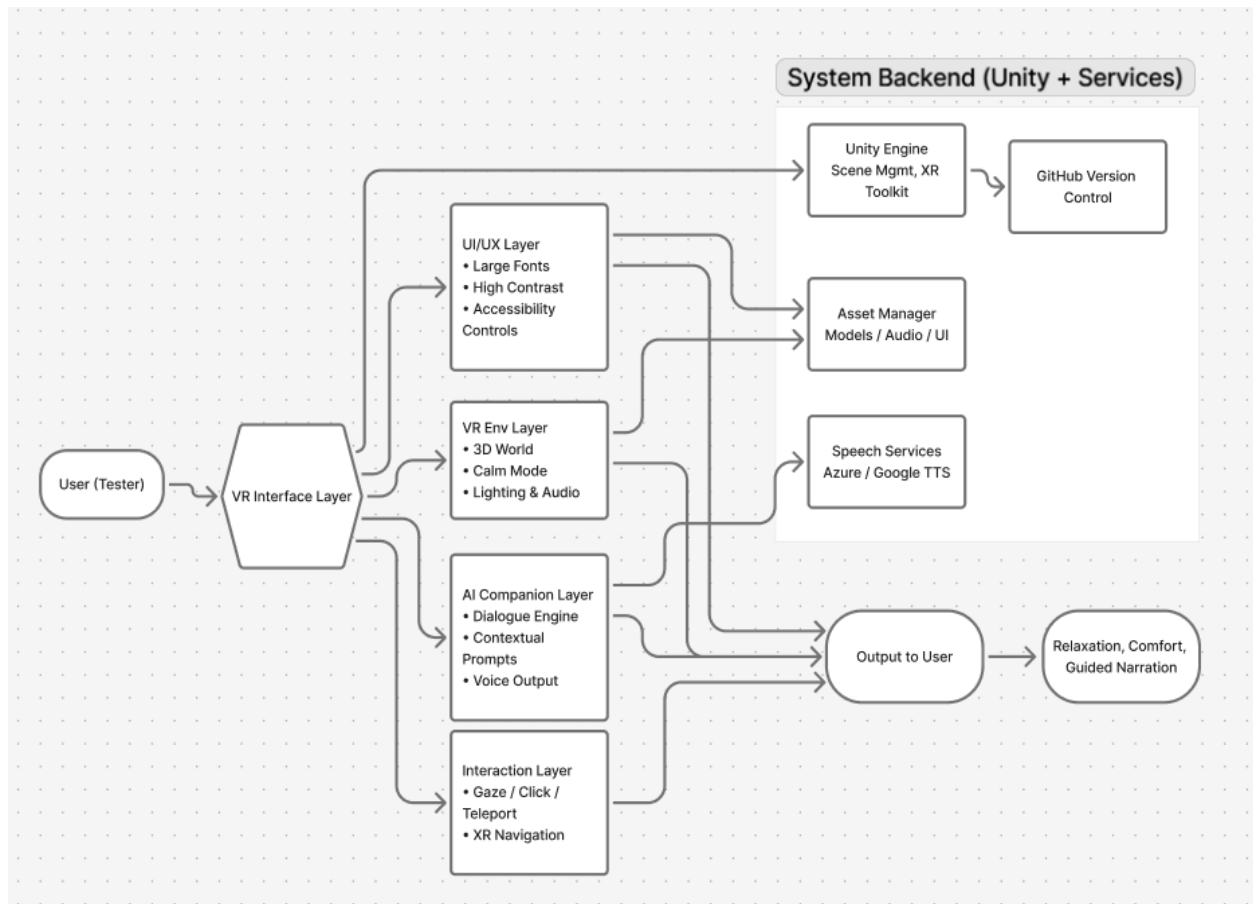 System Backend (Unity + Services)
Unity Engine
Scene Mgmt, XR
Toolkit
GitHub Version
Control
UI/UX Layer
• Large Fonts
• High Contrast
• Accessibility
Controls
Asset Manager
Models / Audio / UI
User (Tester)
VR Interface Layer
VR Env Layer
• 3D World
• Calm Mode
• Lighting & Audio
Speech Services
Azure / Google TTS
AI Companion Layer
• Dialogue Engine
• Contextual
Prompts
• Voice Output
Output to User
Relaxation, Comfort,
Guided Narration
Interaction Layer
• Gaze / Click /
Teleport
• XR Navigation